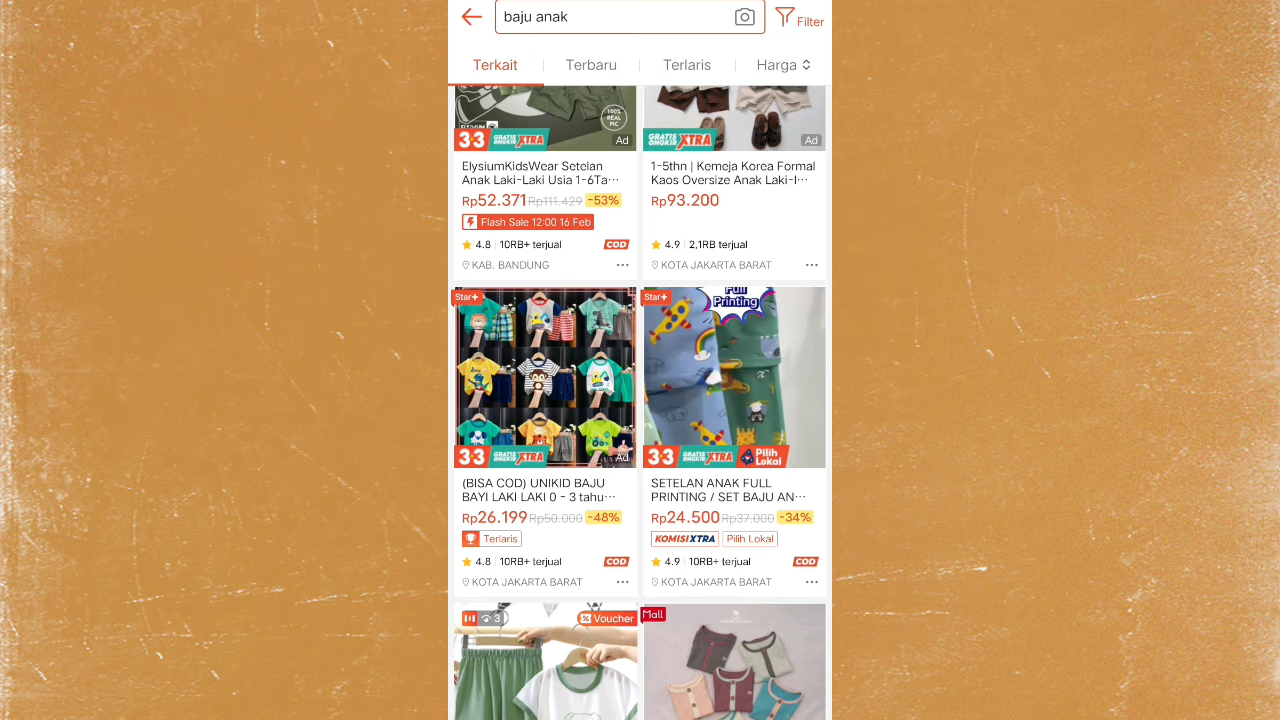 baju anak
Filter
Terkait
Terbaru
Terlaris
Harga
100%
REAL
PIC
3.3 GRATIS ONGKIR XTRA
Ad
GRATIS ONGKIR XTRA
Ad
ElysiumKidsWear Setelan
Anak Laki-Laki Usia 1-6Ta...
Rp52.371 Rp111.429 -53%
Flash Sale 12:00 16 Feb
4.8 10RB+ terjual COD
KAB. BANDUNG
1-5thn | Kemeja Korea Formal
Kaos Oversize Anak Laki-l...
Rp93.200
4.9 2,1RB terjual
KOTA JAKARTA BARAT
Star+
3.3 GRATIS ONGKIR XTRA
Ad
Star+
Full
Printing
3.3 GRATIS ONGKIR XTRA Pilih Lokal
(BISA COD) UNIKID BAJU
BAYI LAKI LAKI 0 - 3 tahu...
Rp26.199 Rp50.000 -48%
Terlaris
4.8 10RB+ terjual COD
KOTA JAKARTA BARAT
SETELAN ANAK FULL
PRINTING / SET BAJU AN...
Rp24.500 Rp37.000 -34%
KOMISI XTRA Pilih Lokal
4.9 10RB+ terjual COD
KOTA JAKARTA BARAT
3
Voucher
Mall